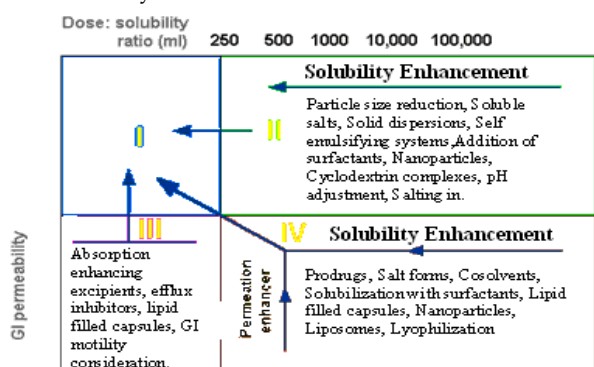 Dose: solubility
ratio (ml) 250 500 1000 10,000 100,000
Solubility Enhancement
I
II
Particle size reduction, Soluble
salts, Solid dispersions, Self
emulsifying systems,Addition of
surfactants, Nanoparticles,
Cyclodextrin complexes, pH
adjustment, Salting in.
GI permeability
III
Absorption
enhancing
excipients, efflux
inhibitors, lipid
filled capsules, GI
motility
consideration.
Permeation
enhancer
IV
Solubility Enhancement
Prodrugs, Salt forms, Cosolvents,
Solubilization with surfactants, Lipid
filled capsules, Nanoparticles,
Liposomes, Lyophilization